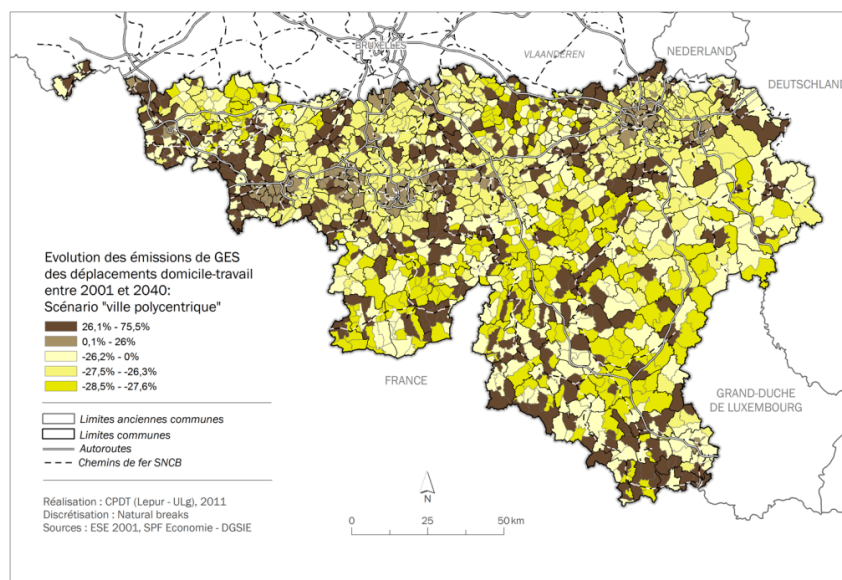 BRUXELLES
VLAANDEREN
NEDERLAND
DEUTSCHLAND
Evolution des émissions de GES
des déplacements domicile-travail
entre 2001 et 2040:
Scénario "ville polycentrique"
26,1% - 75,5%
0,1% - 26%
-26,2% - 0%
-27,5% - -26,3%
-28,5% - -27,6%
Limites anciennes communes
Limites communes
Autoroutes
Chemins de fer SNCB
FRANCE
GRAND-DUCHE
DE LUXEMBOURG
Réalisation : CPDT (Lepur - ULg), 2011
Discrétisation : Natural breaks
Sources : ESE 2001, SPF Economie - DGSIE
N
0 25 50 km